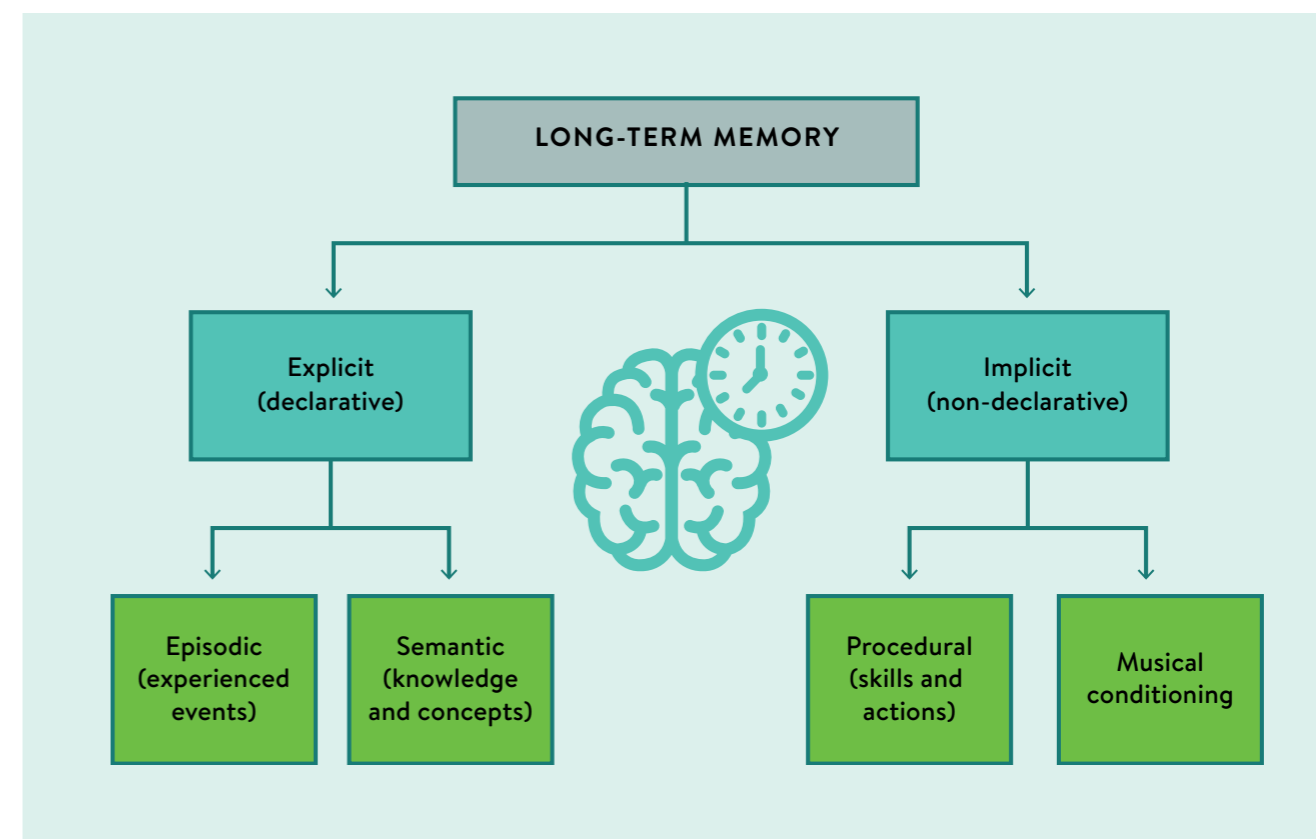 LONG-TERM MEMORY
Explicit
(declarative)
Implicit
(non-declarative)
Episodic
(experienced
events)
Semantic
(knowledge
and concepts)
Procedural
(skills and
actions)
Musical
conditioning